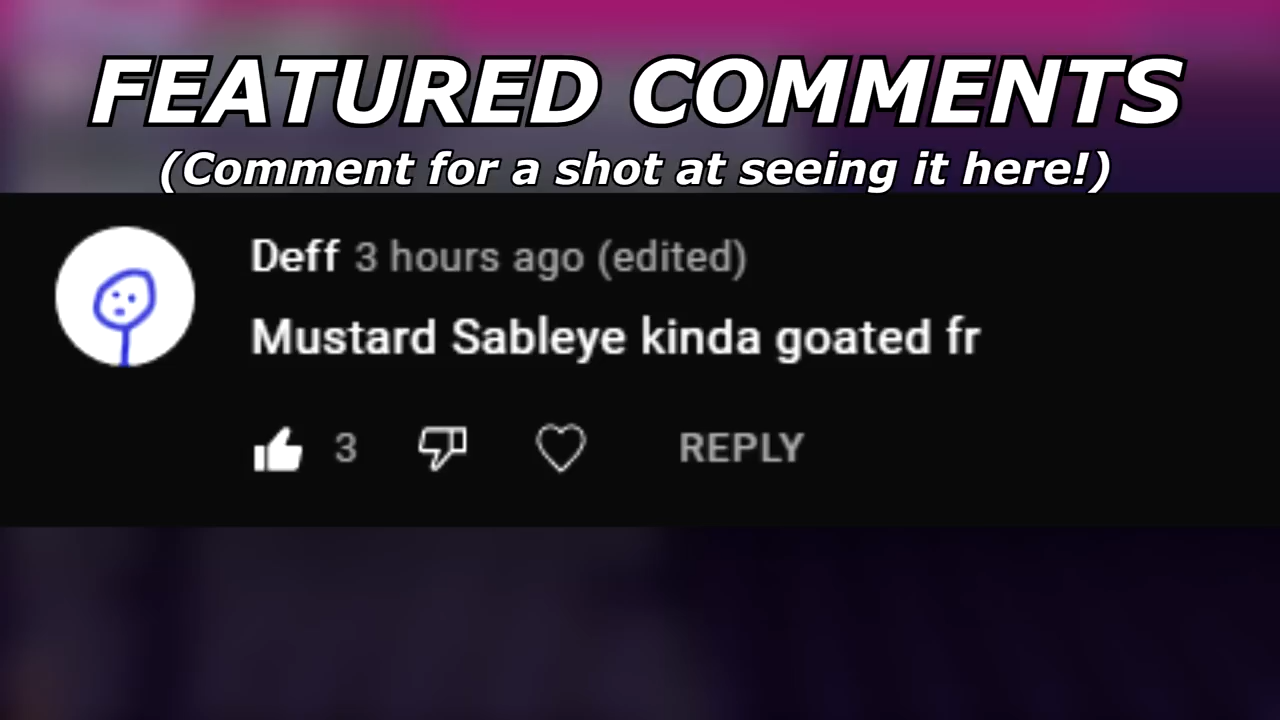 FEATURED COMMENTS
(Comment for a shot at seeing it here!)
Deff 3 hours ago (edited)
Mustard Sableye kinda goated fr
3 REPLY